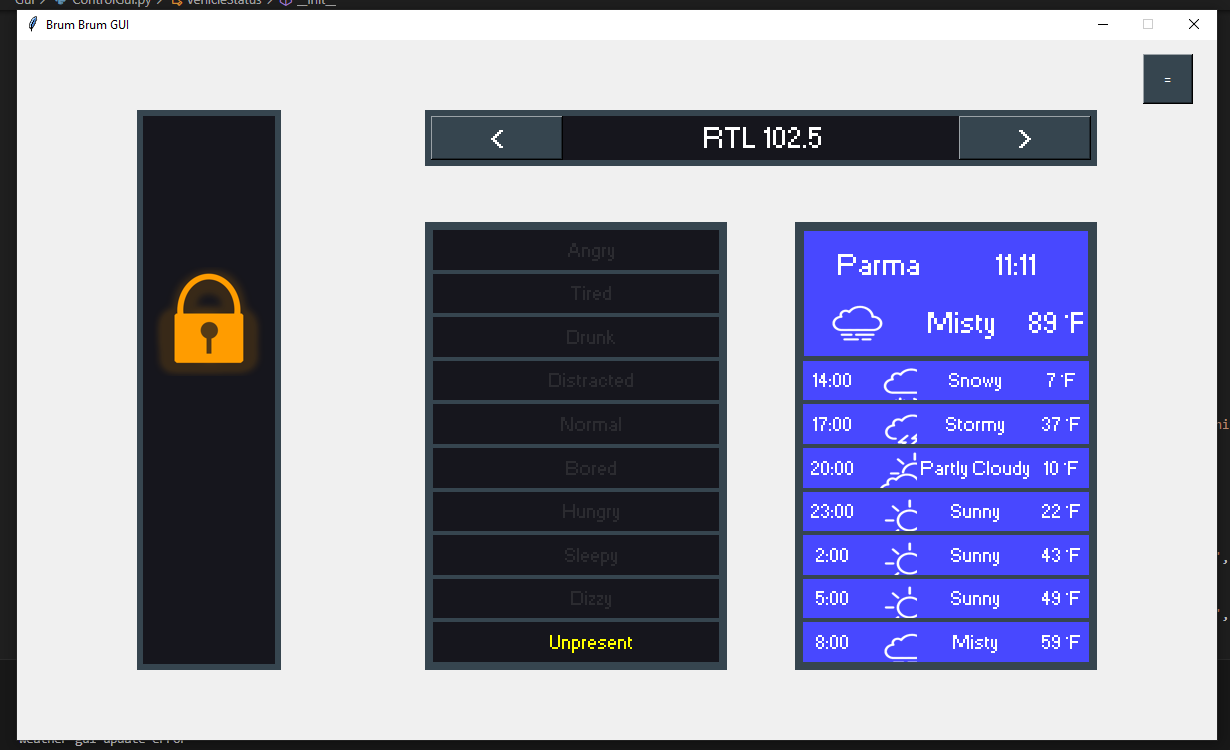 ControlGui.py > VehicleStatus > __init__
Brum Brum GUI
=
< RTL 102.5 >
Angry
Tired
Drunk
Distracted
Normal
Bored
Hungry
Sleepy
Dizzy
Unpresent
Parma 11:11
Misty 89 °F
14:00 Snowy 7 °F
17:00 Stormy 37 °F
20:00 Partly Cloudy 10 °F
23:00 Sunny 22 °F
2:00 Sunny 43 °F
5:00 Sunny 49 °F
8:00 Misty 59 °F
weather gui update error